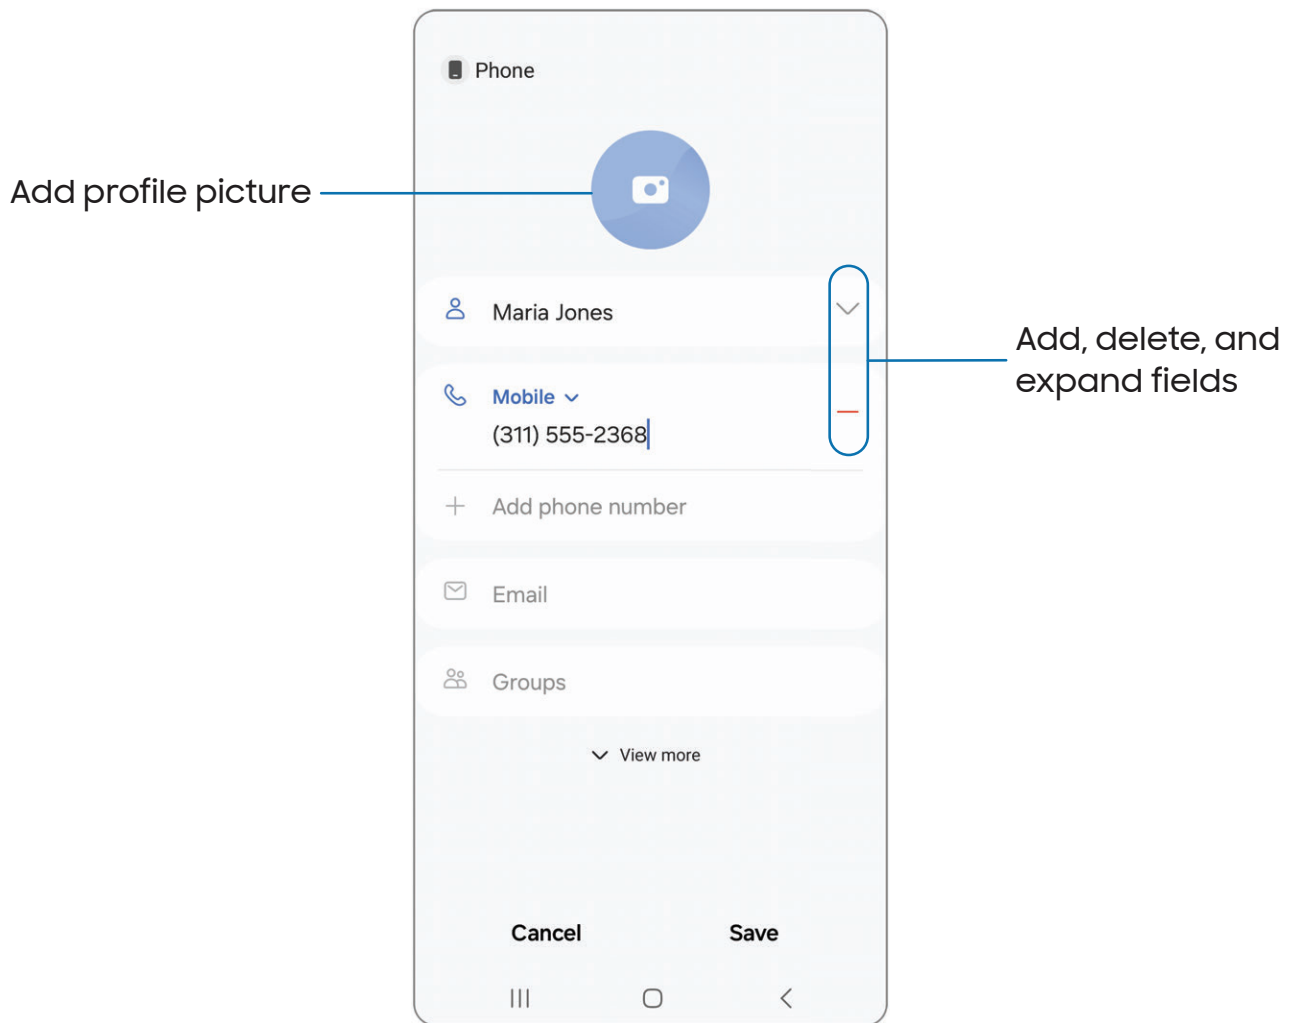 Phone
Add profile picture
Maria Jones
Add, delete, and
expand fields
Mobile
(311) 555-2368
Add phone number
Email
Groups
View more
Cancel
Save